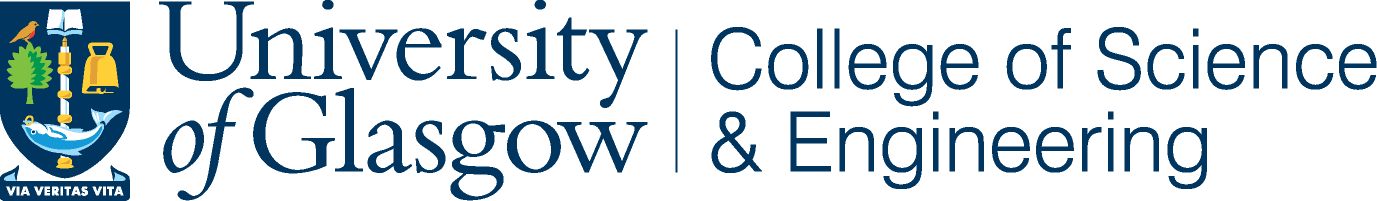 University
of Glasgow
College of Science
& Engineering
VIA VERITAS VITA